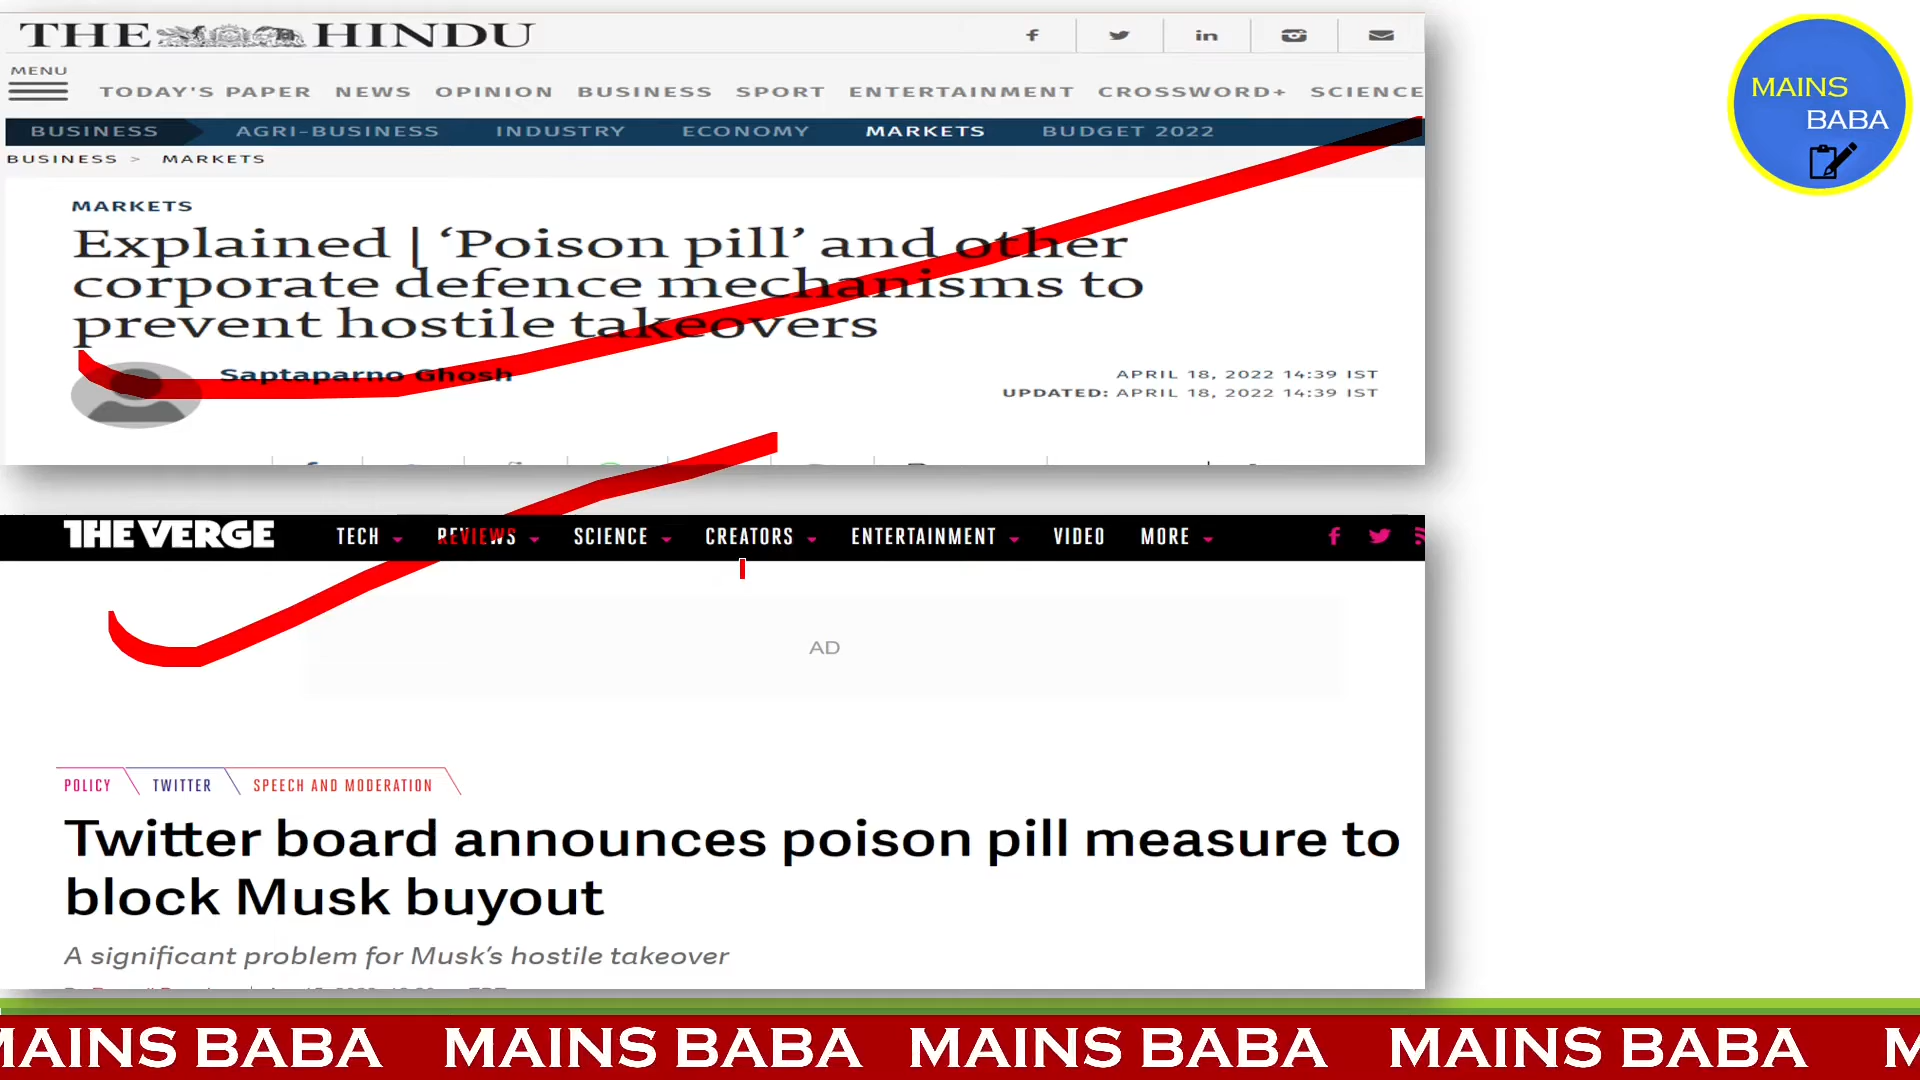 THE HINDU
MENU
TODAY'S PAPER NEWS OPINION BUSINESS SPORT ENTERTAINMENT CROSSWORD+ SCIENCE
BUSINESS AGRI-BUSINESS INDUSTRY ECONOMY MARKETS BUDGET 2022
BUSINESS > MARKETS
MARKETS
Explained | ‘Poison pill’ and other
corporate defence mechanisms to
prevent hostile takeovers
Saptaparno Ghosh
APRIL 18, 2022 14:39 IST
UPDATED: APRIL 18, 2022 14:39 IST
MAINS
BABA
THE VERGE TECH REVIEWS SCIENCE CREATORS ENTERTAINMENT VIDEO MORE
AD
POLICY TWITTER SPEECH AND MODERATION
Twitter board announces poison pill measure to
block Musk buyout
A significant problem for Musk’s hostile takeover
MAINS BABA MAINS BABA MAINS BABA MAINS BABA M